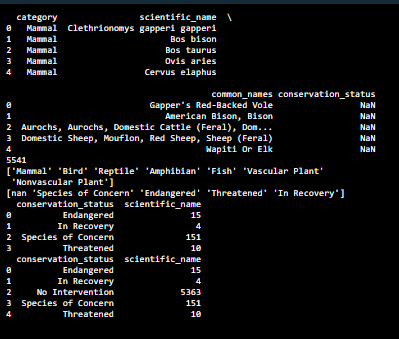 category scientific_name \
0 Mammal Clethrionomys gapperi gapperi
1 Mammal Bos bison
2 Mammal Bos taurus
3 Mammal Ovis aries
4 Mammal Cervus elaphus
common_names conservation_status
0 Gapper's Red-Backed Vole NaN
1 American Bison, Bison NaN
2 Aurochs, Aurochs, Domestic Cattle (Feral), Dom... NaN
3 Domestic Sheep, Mouflon, Red Sheep, Sheep (Feral) NaN
4 Wapiti Or Elk NaN
5541
['Mammal' 'Bird' 'Reptile' 'Amphibian' 'Fish' 'Vascular Plant'
'Nonvascular Plant']
[nan 'Species of Concern' 'Endangered' 'Threatened' 'In Recovery']
conservation_status scientific_name
0 Endangered 15
1 In Recovery 4
2 Species of Concern 151
3 Threatened 10
conservation_status scientific_name
0 Endangered 15
1 In Recovery 4
2 No Intervention 5363
3 Species of Concern 151
4 Threatened 10